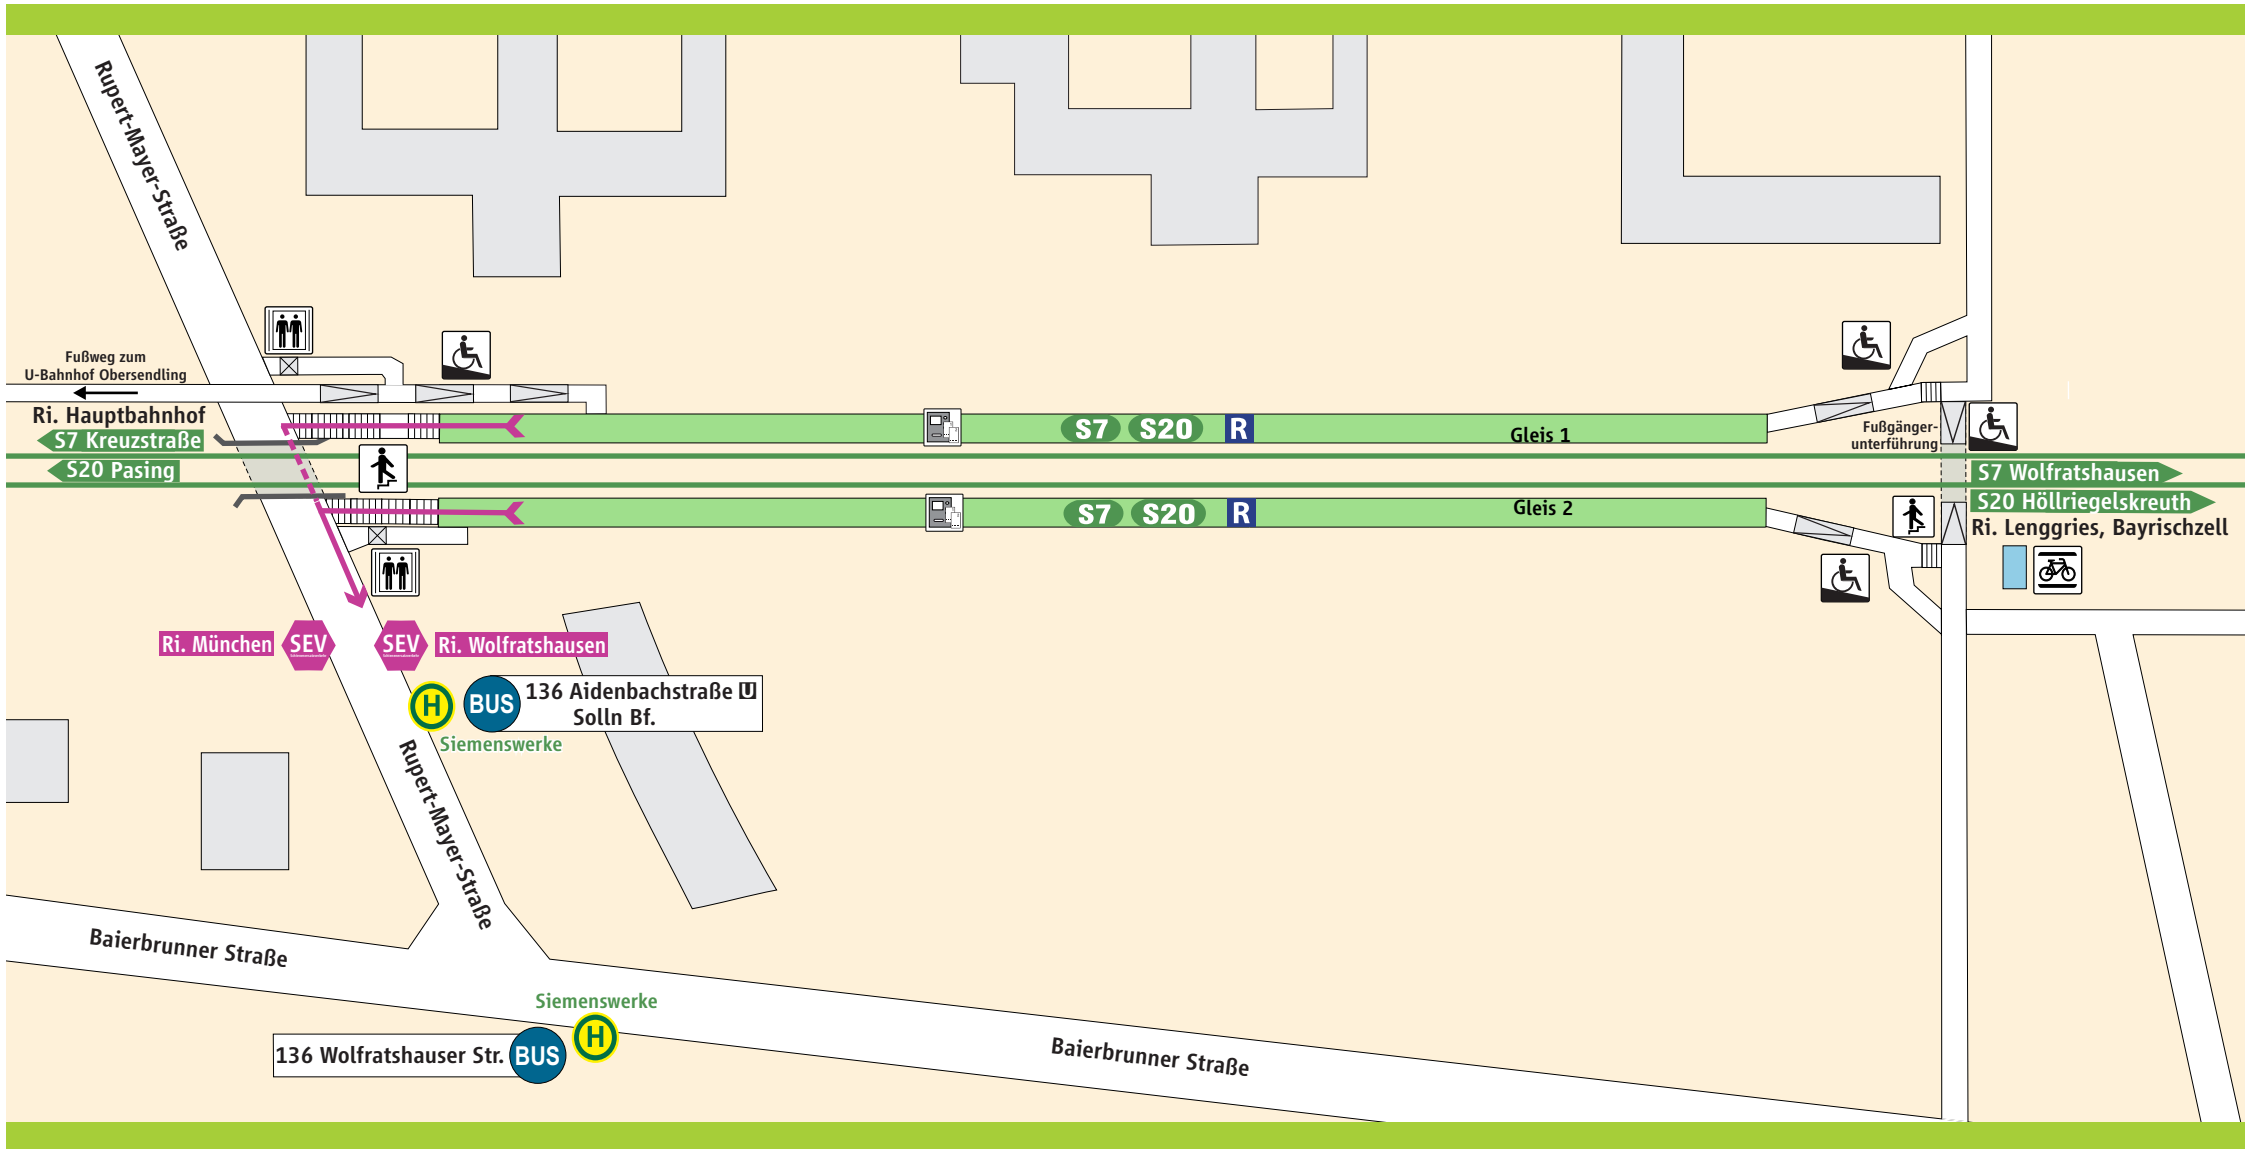 Rupert-Mayer-Straße
Fußweg zum
U-Bahnhof Obersendling
Ri. Hauptbahnhof
S7 Kreuzstraße
S20 Pasing
S7 S20 R
Gleis 1
Fußgänger-
unterführung
S7 Wolfratshausen
S20 Höllriegelskreuth
Ri. Lenggries, Bayrischzell
S7 S20 R
Gleis 2
Ri. München
SEV
SEV
Ri. Wolfratshausen
H
BUS
136 Aidenbachstraße U
Solln Bf.
Siemenswerke
Rupert-Mayer-Straße
Baierbrunner Straße
Siemenswerke
H
136 Wolfratshauser Str.
BUS
Baierbrunner Straße